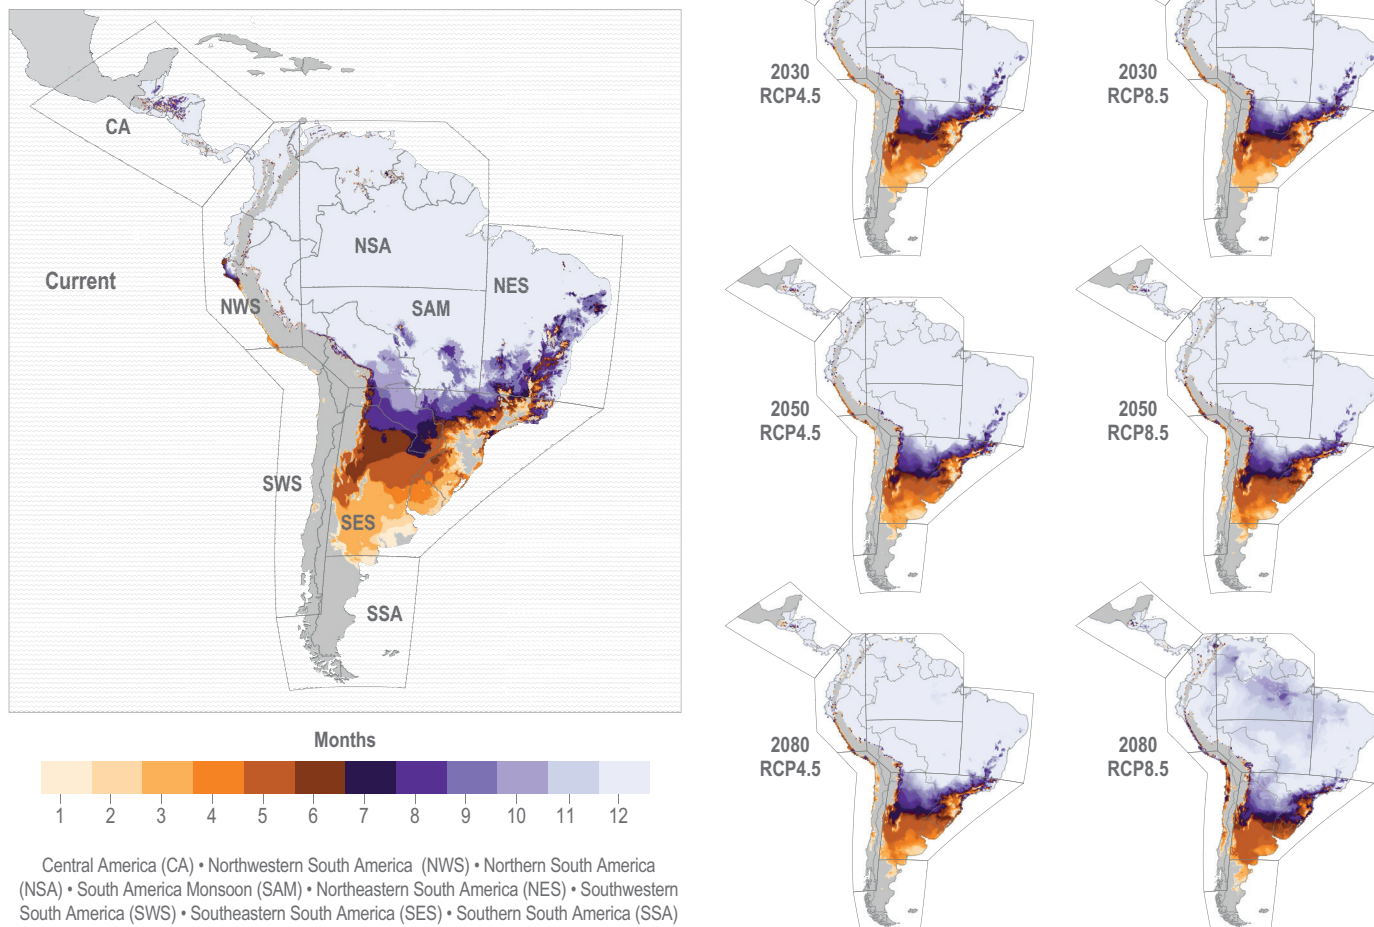 CA
Current
NWS
NSA
NES
SAM
SWS
SES
SSA
Months
1 2 3 4 5 6 7 8 9 10 11 12
Central America (CA) • Northwestern South America (NWS) • Northern South America
(NSA) • South America Monsoon (SAM) • Northeastern South America (NES) • Southwestern
South America (SWS) • Southeastern South America (SES) • Southern South America (SSA)
2030
RCP4.5
2030
RCP8.5
2050
RCP4.5
2050
RCP8.5
2080
RCP4.5
2080
RCP8.5